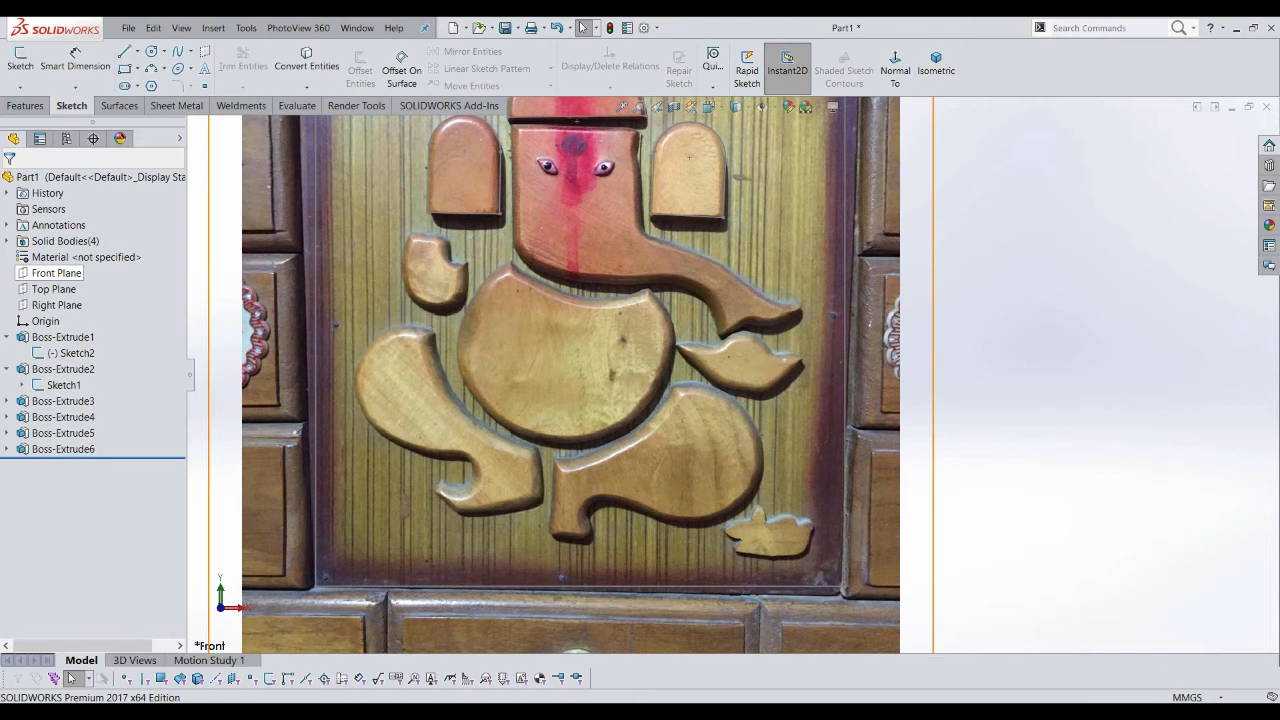 SOLIDWORKS File Edit View Insert Tools PhotoView 360 Window Help Part1 * Search Commands
Sketch Smart Dimension Trim Entities Convert Entities Offset Entities Offset On Surface Mirror Entities Linear Sketch Pattern Move Entities Display/Delete Relations Repair Sketch Qui... Rapid Sketch Instant2D Shaded Sketch Contours Normal To Isometric
Features Sketch Surfaces Sheet Metal Weldments Evaluate Render Tools SOLIDWORKS Add-Ins
Part1 (Default<<Default>_Display Sta
History
Sensors
Annotations
Solid Bodies(4)
Material <not specified>
Front Plane
Top Plane
Right Plane
Origin
Boss-Extrude1
(-) Sketch2
Boss-Extrude2
Sketch1
Boss-Extrude3
Boss-Extrude4
Boss-Extrude5
Boss-Extrude6
Y
*Front
Model 3D Views Motion Study 1
SOLIDWORKS Premium 2017 x64 Edition MMGS